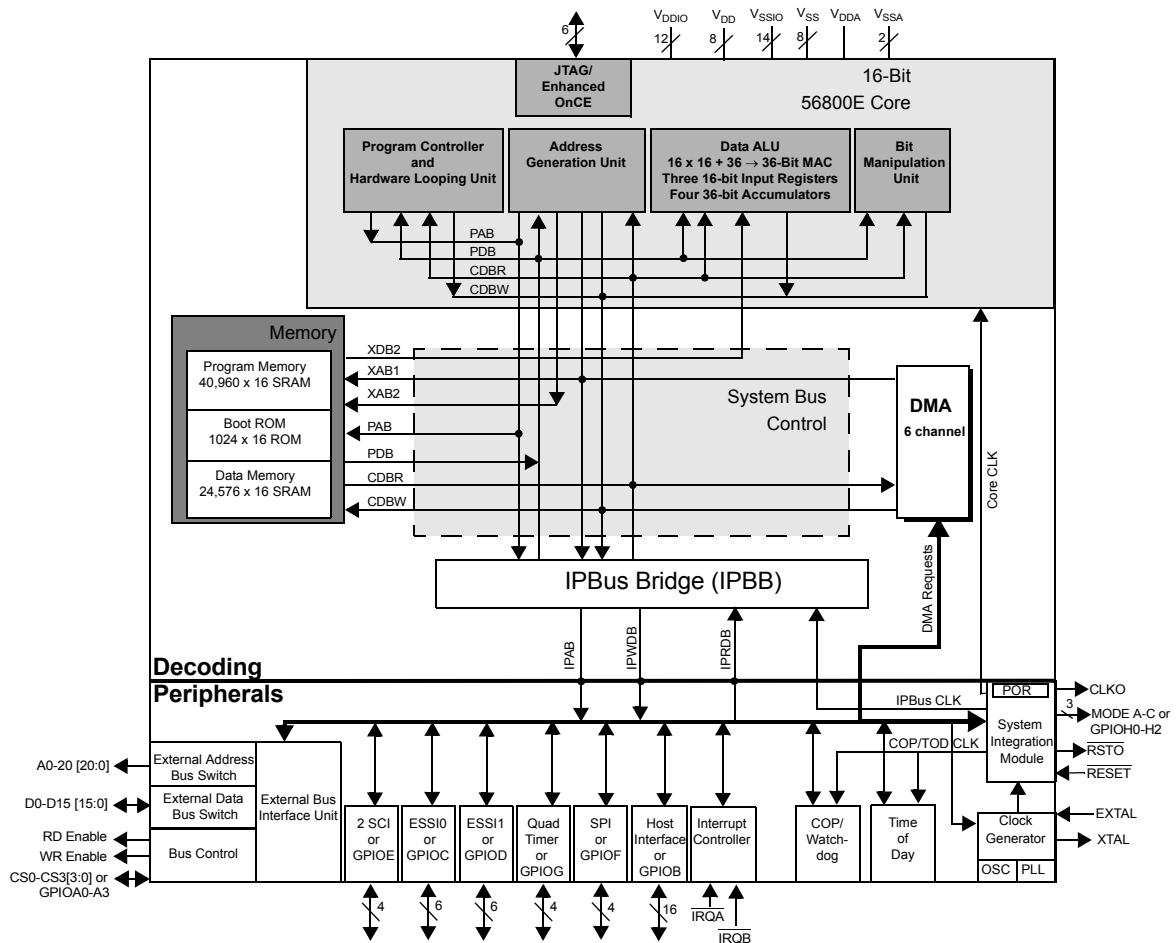 V_DDIO V_DD V_SSIO V_SS V_DDA V_SSA
6 12 8 14 8 2
JTAG/
Enhanced
OnCE
16-Bit
56800E Core
Program Controller
and
Hardware Looping Unit
Address
Generation Unit
Data ALU
16 x 16 + 36 → 36-Bit MAC
Three 16-bit Input Registers
Four 36-bit Accumulators
Bit
Manipulation
Unit
PAB
PDB
CDBR
CDBW
Memory
Program Memory
40,960 x 16 SRAM
Boot ROM
1024 x 16 ROM
Data Memory
24,576 x 16 SRAM
XDB2
XAB1
XAB2
PAB
PDB
CDBR
CDBW
System Bus
Control
DMA
6 channel
Core CLK
DMA Requests
IPBus Bridge (IPBB)
IPAB
IPWDB
IPRDB
Decoding
Peripherals
IPBus CLK
COP/TOD CLK
POR
System
Integration
Module
CLKO
3
MODE A-C or
GPIOH0-H2
RSTO
RESET
EXTAL
XTAL
Clock
Generator
OSC PLL
A0-20 [20:0]
D0-D15 [15:0]
RD Enable
WR Enable
CS0-CS3[3:0] or
GPIOA0-A3
External Address
Bus Switch
External Data
Bus Switch
Bus Control
External Bus
Interface Unit
2 SCI
or
GPIOE
ESSI0
or
GPIOC
ESSI1
or
GPIOD
Quad
Timer
or
GPIOG
SPI
or
GPIOF
Host
Interface
or
GPIOB
Interrupt
Controller
COP/
Watch-
dog
Time
of
Day
4 6 6 4 4 16
IRQA
IRQB